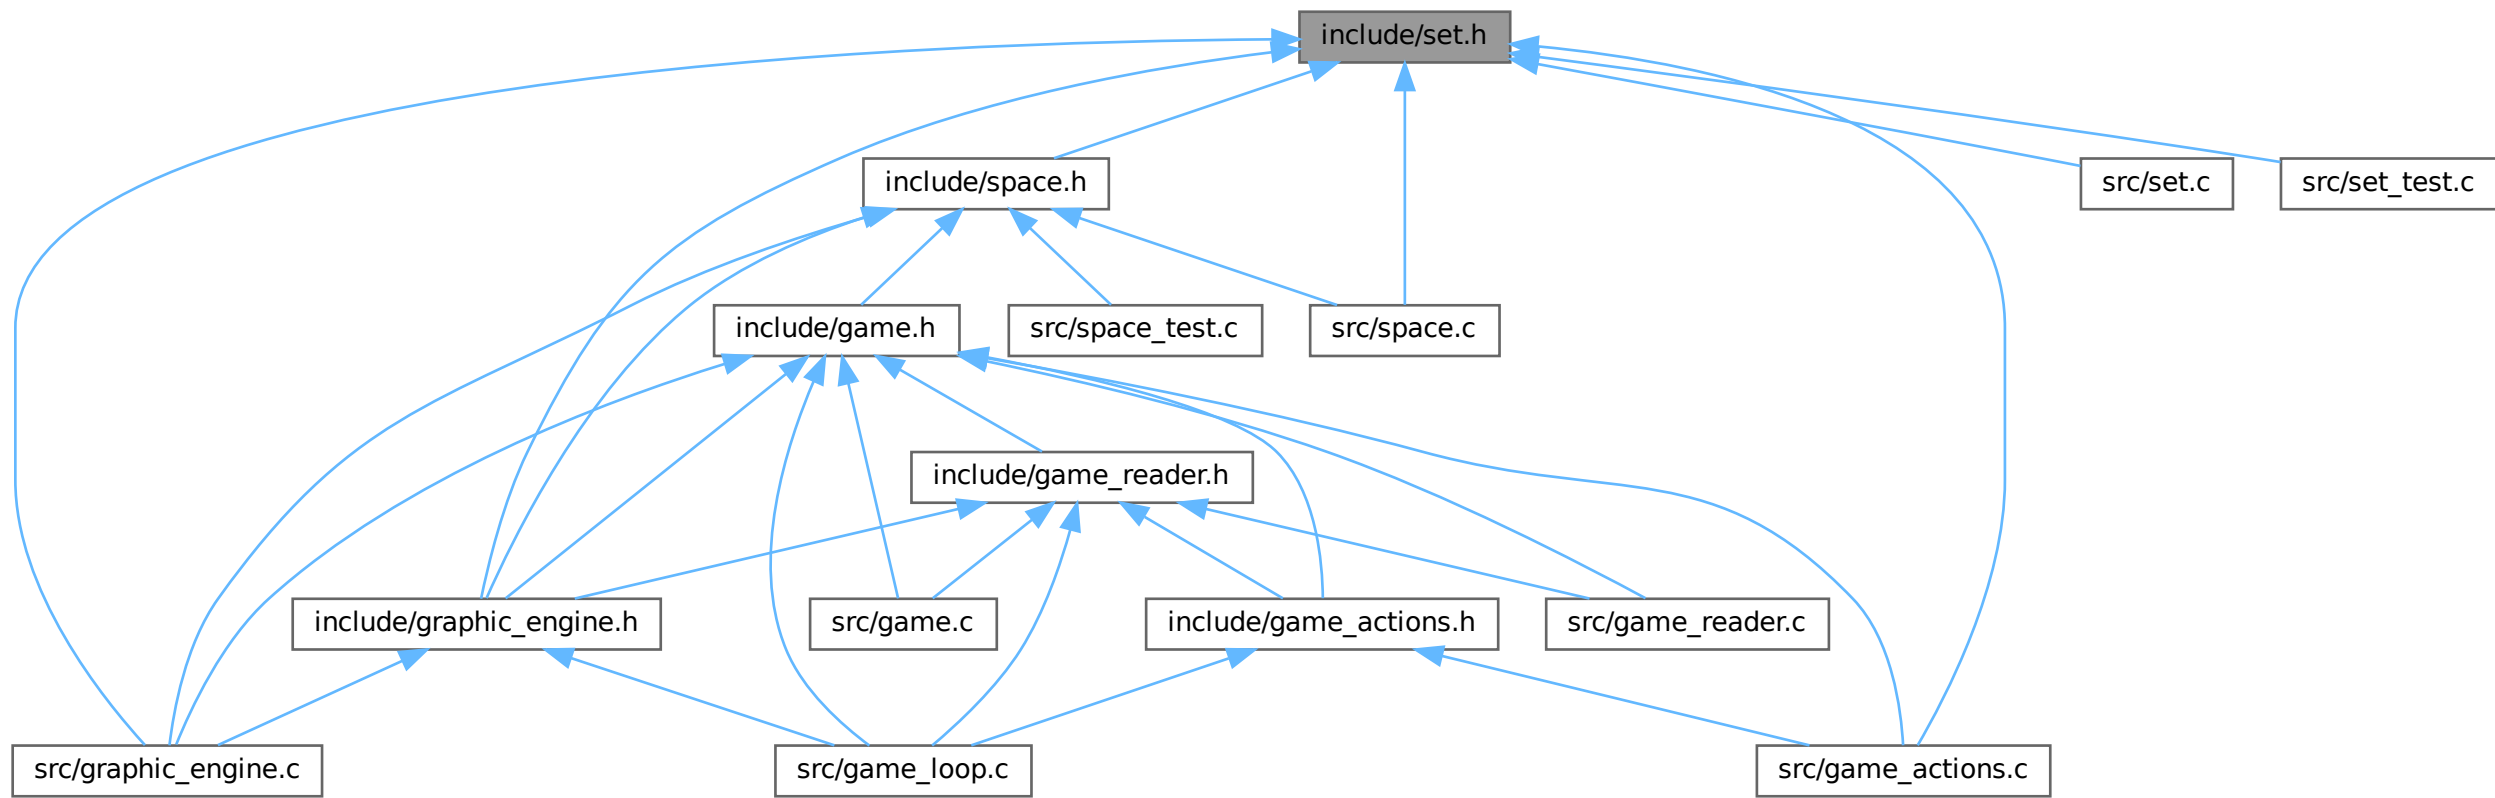 include/set.h
include/space.h
src/set.c
src/set_test.c
include/game.h
src/space_test.c
src/space.c
include/game_reader.h
include/graphic_engine.h
src/game.c
include/game_actions.h
src/game_reader.c
src/graphic_engine.c
src/game_loop.c
src/game_actions.c